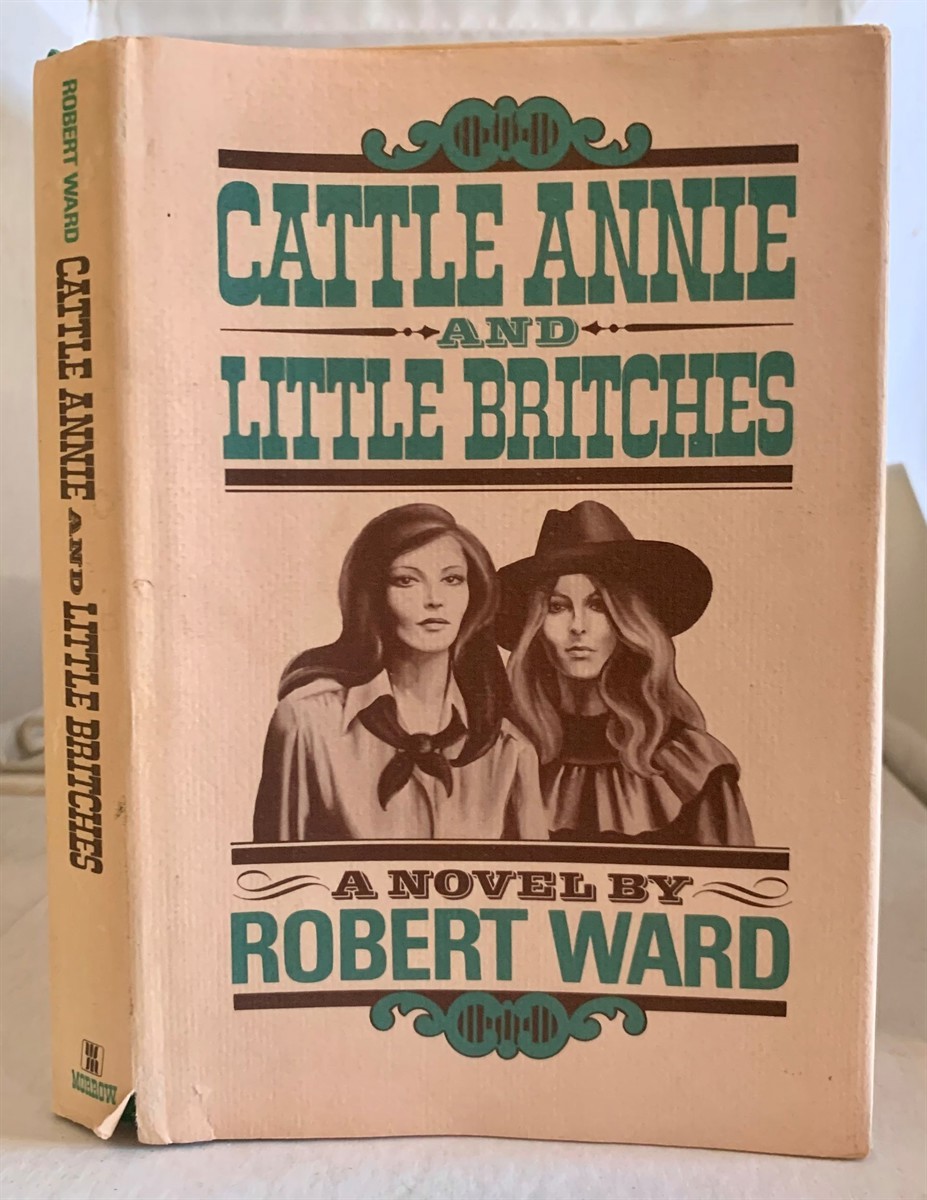 CATTLE ANNIE
AND
LITTLE BRITCHES
A NOVEL BY
ROBERT WARD
ROBERT WARD CATTLE ANNIE AND LITTLE BRITCHES
MORROW